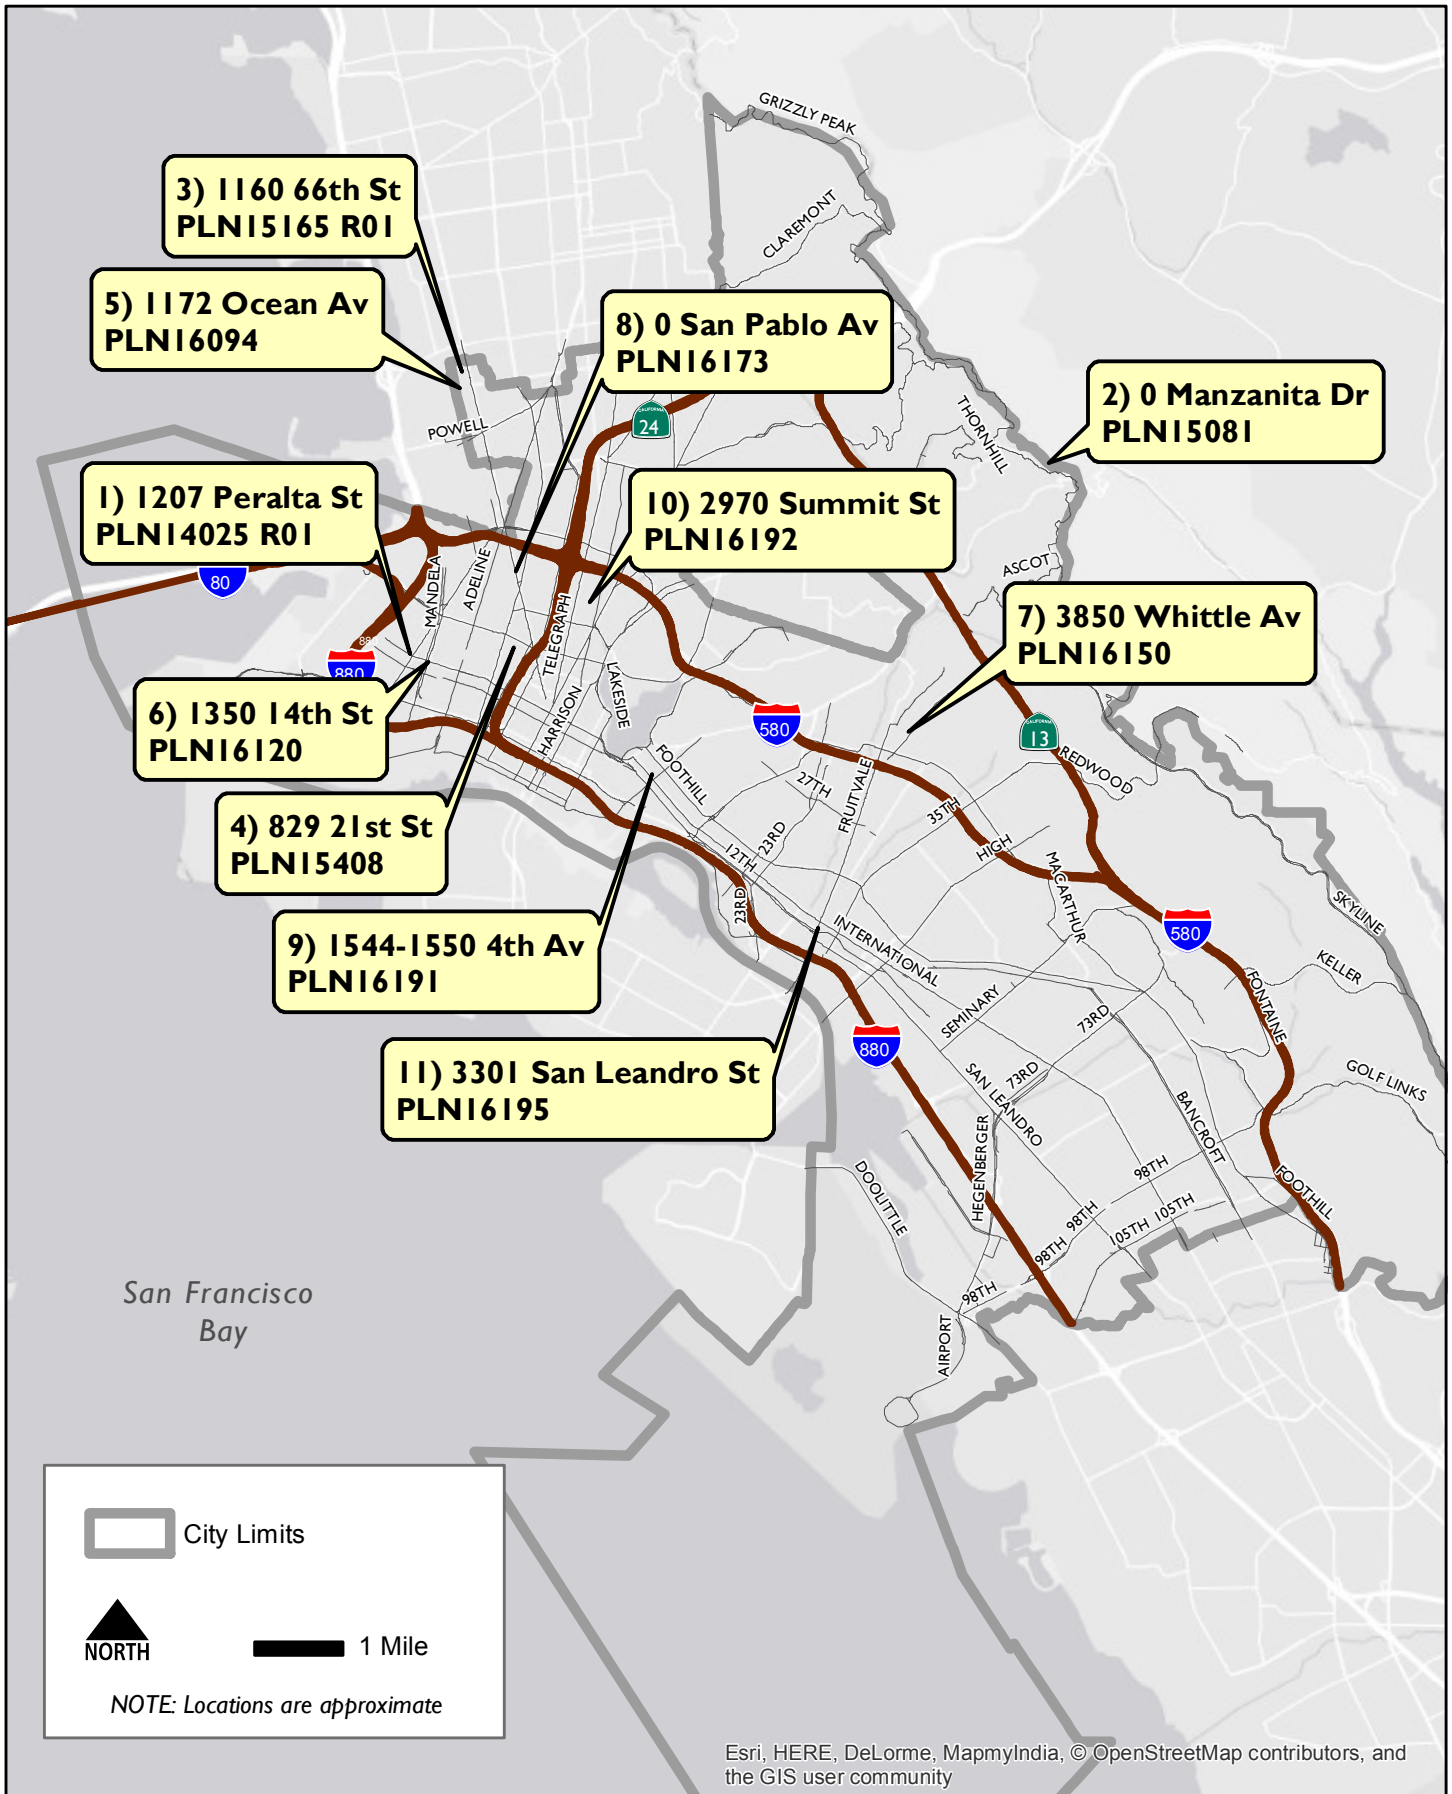 GRIZZLY PEAK
CLAREMONT
3) 1160 66th St
PLN15165 R01
5) 1172 Ocean Av
PLN16094
8) 0 San Pablo Av
PLN16173
2) 0 Manzanita Dr
PLN15081
CALIFORNIA
24
THORNHILL
POWELL
1) 1207 Peralta St
PLN14025 R01
10) 2970 Summit St
PLN16192
80
MANDELA
ADELINE
ASCOT
7) 3850 Whittle Av
PLN16150
TELEGRAPH
880
880
LAKESIDE
HARRISON
6) 1350 14th St
PLN16120
580
CALIFORNIA
13
REDWOOD
FOOTHILL
27TH
FRUITVALE
35TH
4) 829 21st St
PLN15408
12TH
23RD
HIGH
MACARTHUR
23RD
SKYLINE
580
9) 1544-1550 4th Av
PLN16191
INTERNATIONAL
KELLER
SEMINARY
73RD
FONTAINE
880
11) 3301 San Leandro St
PLN16195
SAN LEANDRO
73RD
GOLF LINKS
BANCROFT
HEGENBERGER
DOOLITTLE
98TH
FOOTHILL
98TH
105TH
105TH
98TH
98TH
AIRPORT
San Francisco
Bay
City Limits
NORTH
1 Mile
NOTE: Locations are approximate
Esri, HERE, DeLorme, MapmyIndia, © OpenStreetMap contributors, and
the GIS user community